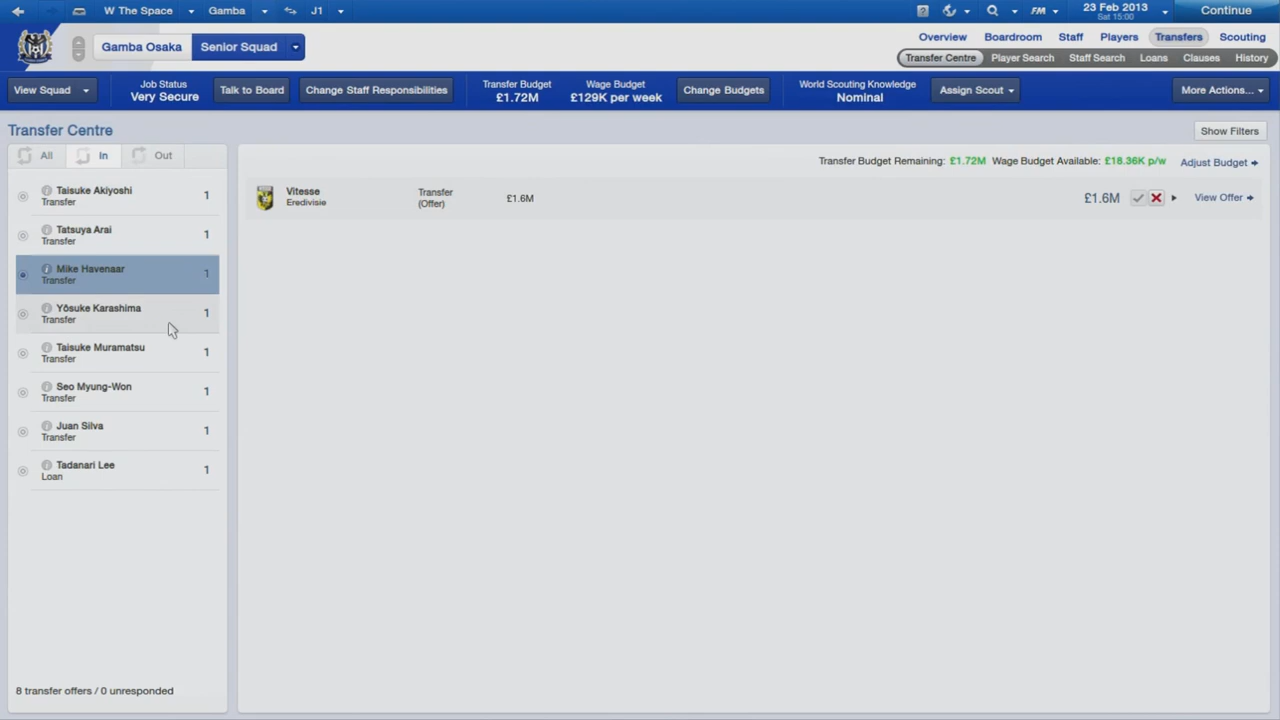 W The Space
Gamba
J1
FM
23 Feb 2013
Sat 15:00
Continue
Gamba Osaka
Senior Squad
Overview
Boardroom
Staff
Players
Transfers
Scouting
Transfer Centre
Player Search
Staff Search
Loans
Clauses
History
View Squad
Job Status
Very Secure
Talk to Board
Change Staff Responsibilities
Transfer Budget
£1.72M
Wage Budget
£129K per week
Change Budgets
World Scouting Knowledge
Nominal
Assign Scout
More Actions...
Transfer Centre
Show Filters
All
In
Out
Transfer Budget Remaining: £1.72M Wage Budget Available: £18.36K p/w Adjust Budget
Taisuke Akiyoshi 1
Transfer
Tatsuya Arai 1
Transfer
Mike Havenaar 1
Transfer
Yōsuke Karashima 1
Transfer
Taisuke Muramatsu 1
Transfer
Seo Myung-Won 1
Transfer
Juan Silva 1
Transfer
Tadanari Lee 1
Loan
Vitesse
Eredivisie
Transfer
(Offer)
£1.6M
£1.6M
View Offer
8 transfer offers / 0 unresponded